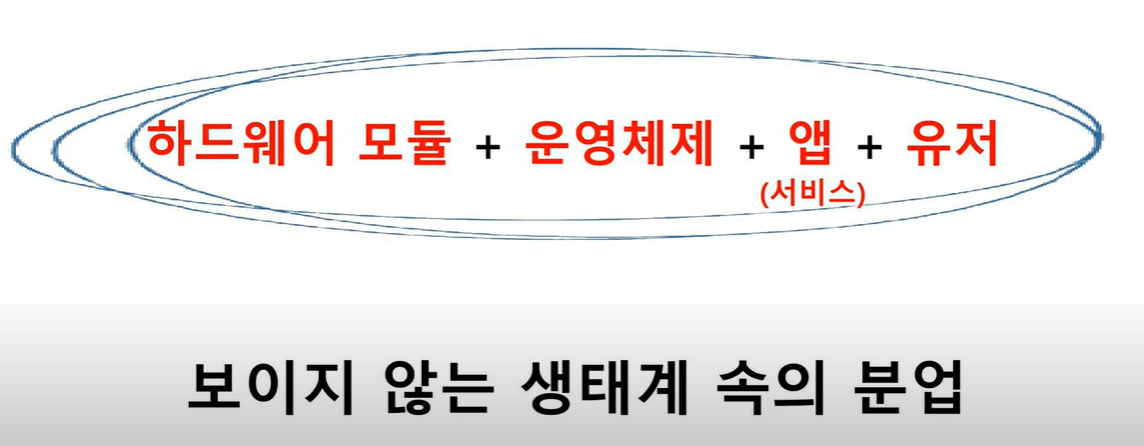 하드웨어 모듈 + 운영체제 + 앱 + 유저
(서비스)
보이지 않는 생태계 속의 분업